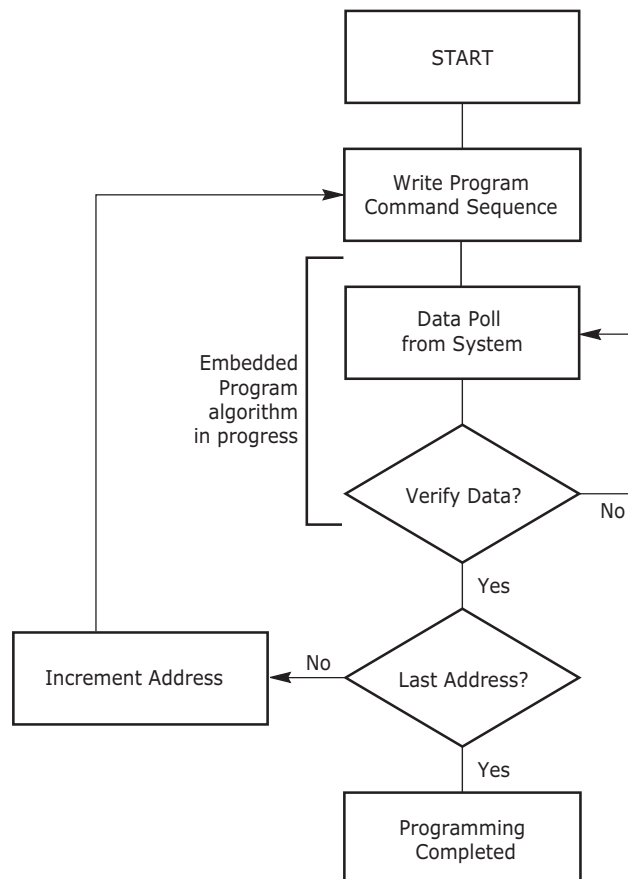 START
Write Program
Command Sequence
Data Poll
from System
Embedded
Program
algorithm
in progress
Verify Data?
No
Yes
Increment Address
No
Last Address?
Yes
Programming
Completed